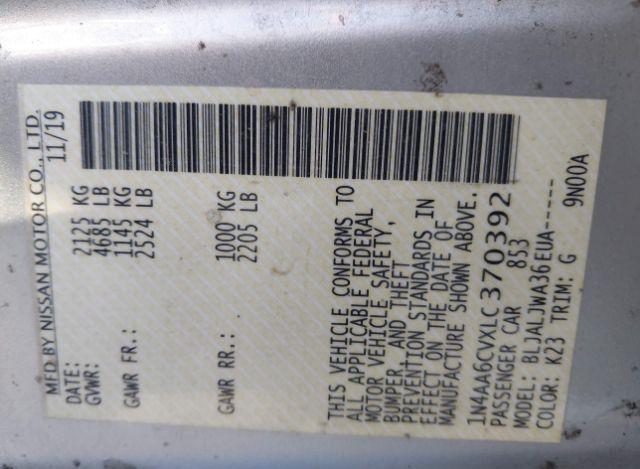 MFD BY NISSAN MOTOR CO., LTD.
DATE: 11/19
GVWR: 2125 KG
4685 LB
GAWR FR.: 1145 KG
2524 LB
GAWR RR.: 1000 KG
2205 LB
THIS VEHICLE CONFORMS TO
ALL APPLICABLE FEDERAL
MOTOR VEHICLE SAFETY,
BUMPER, AND THEFT
PREVENTION STANDARDS IN
EFFECT ON THE DATE OF
MANUFACTURE SHOWN ABOVE.
1N4AA6CVXLC370392
PASSENGER CAR 853
MODEL: BLJALJWA36EUA-----
COLOR: K23 TRIM: G 9N00A